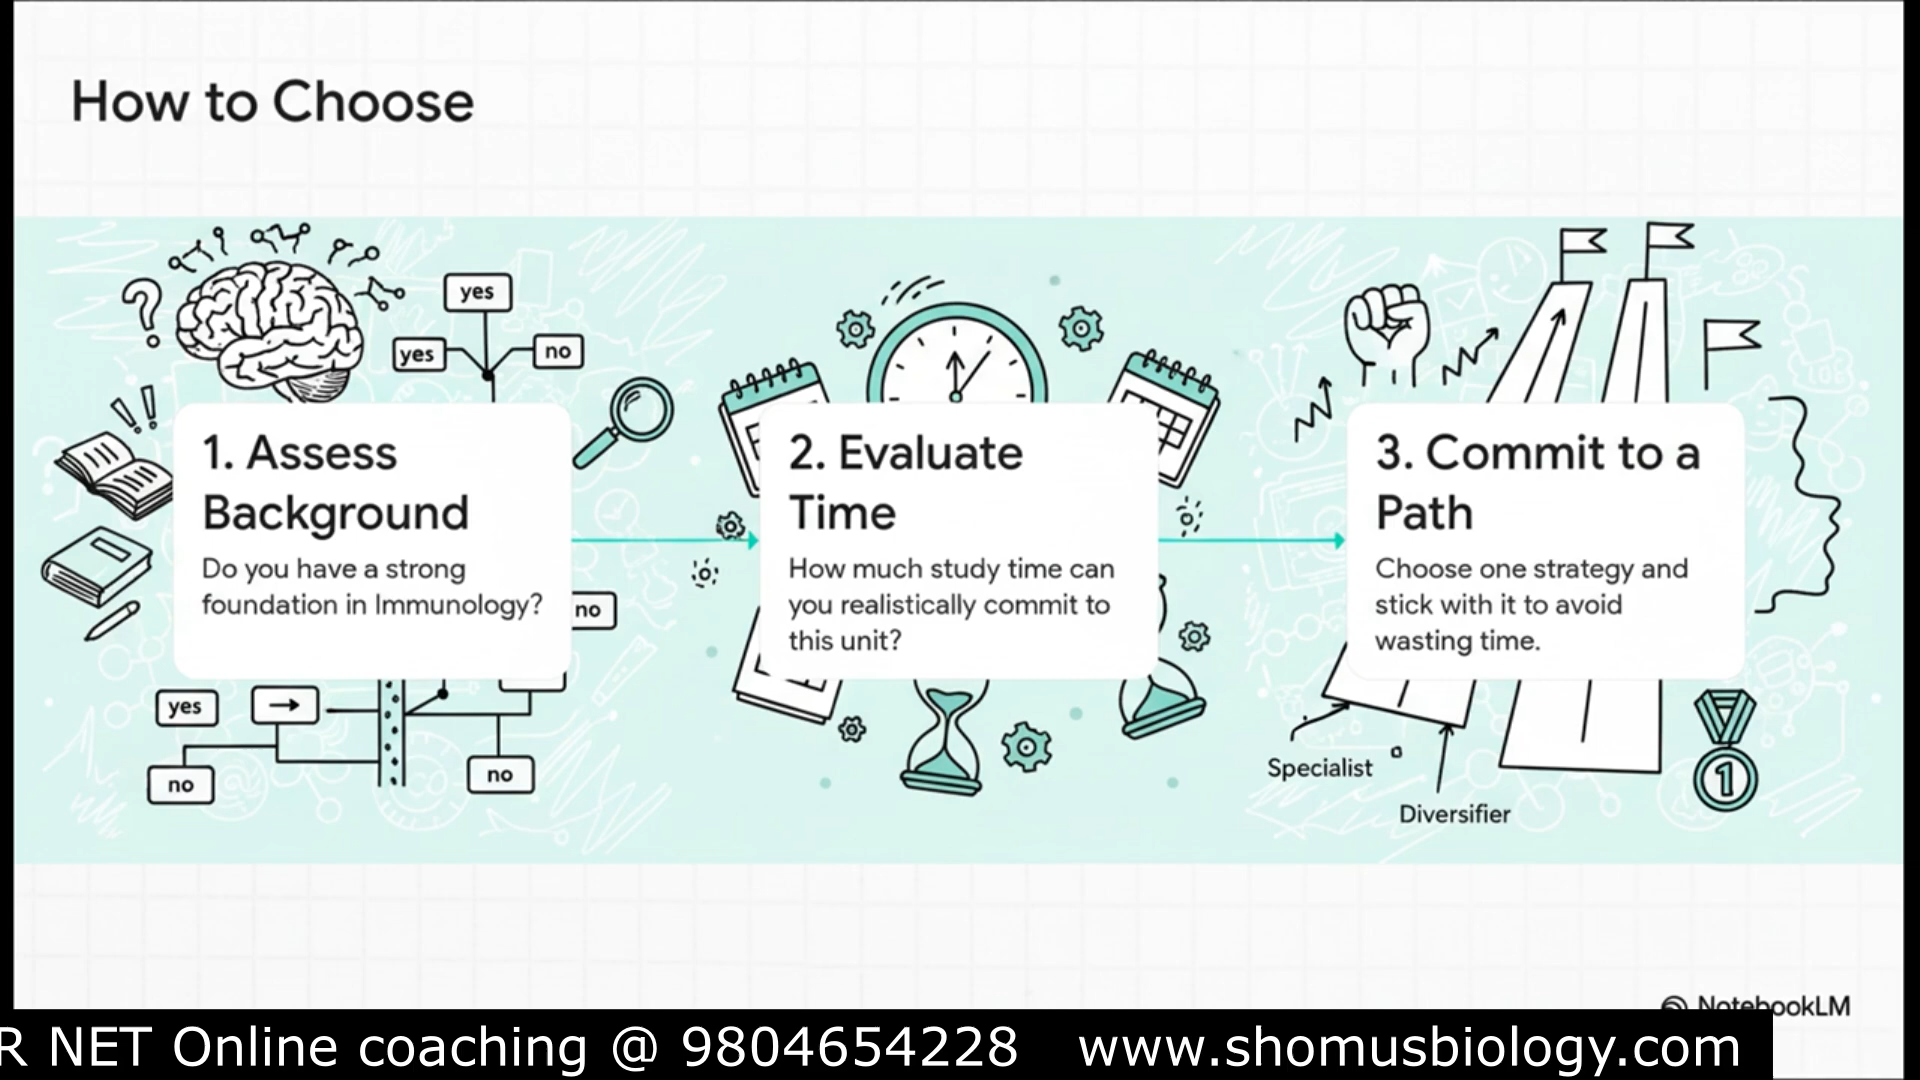 How to Choose
yes
yes
no
1. Assess
Background
Do you have a strong
foundation in Immunology?
no
yes
no
no
2. Evaluate
Time
How much study time can
you realistically commit to
this unit?
3. Commit to a
Path
Choose one strategy and
stick with it to avoid
wasting time.
Specialist
Diversifier
1
NotebookLM
R NET Online coaching @ 9804654228 www.shomusbiology.com